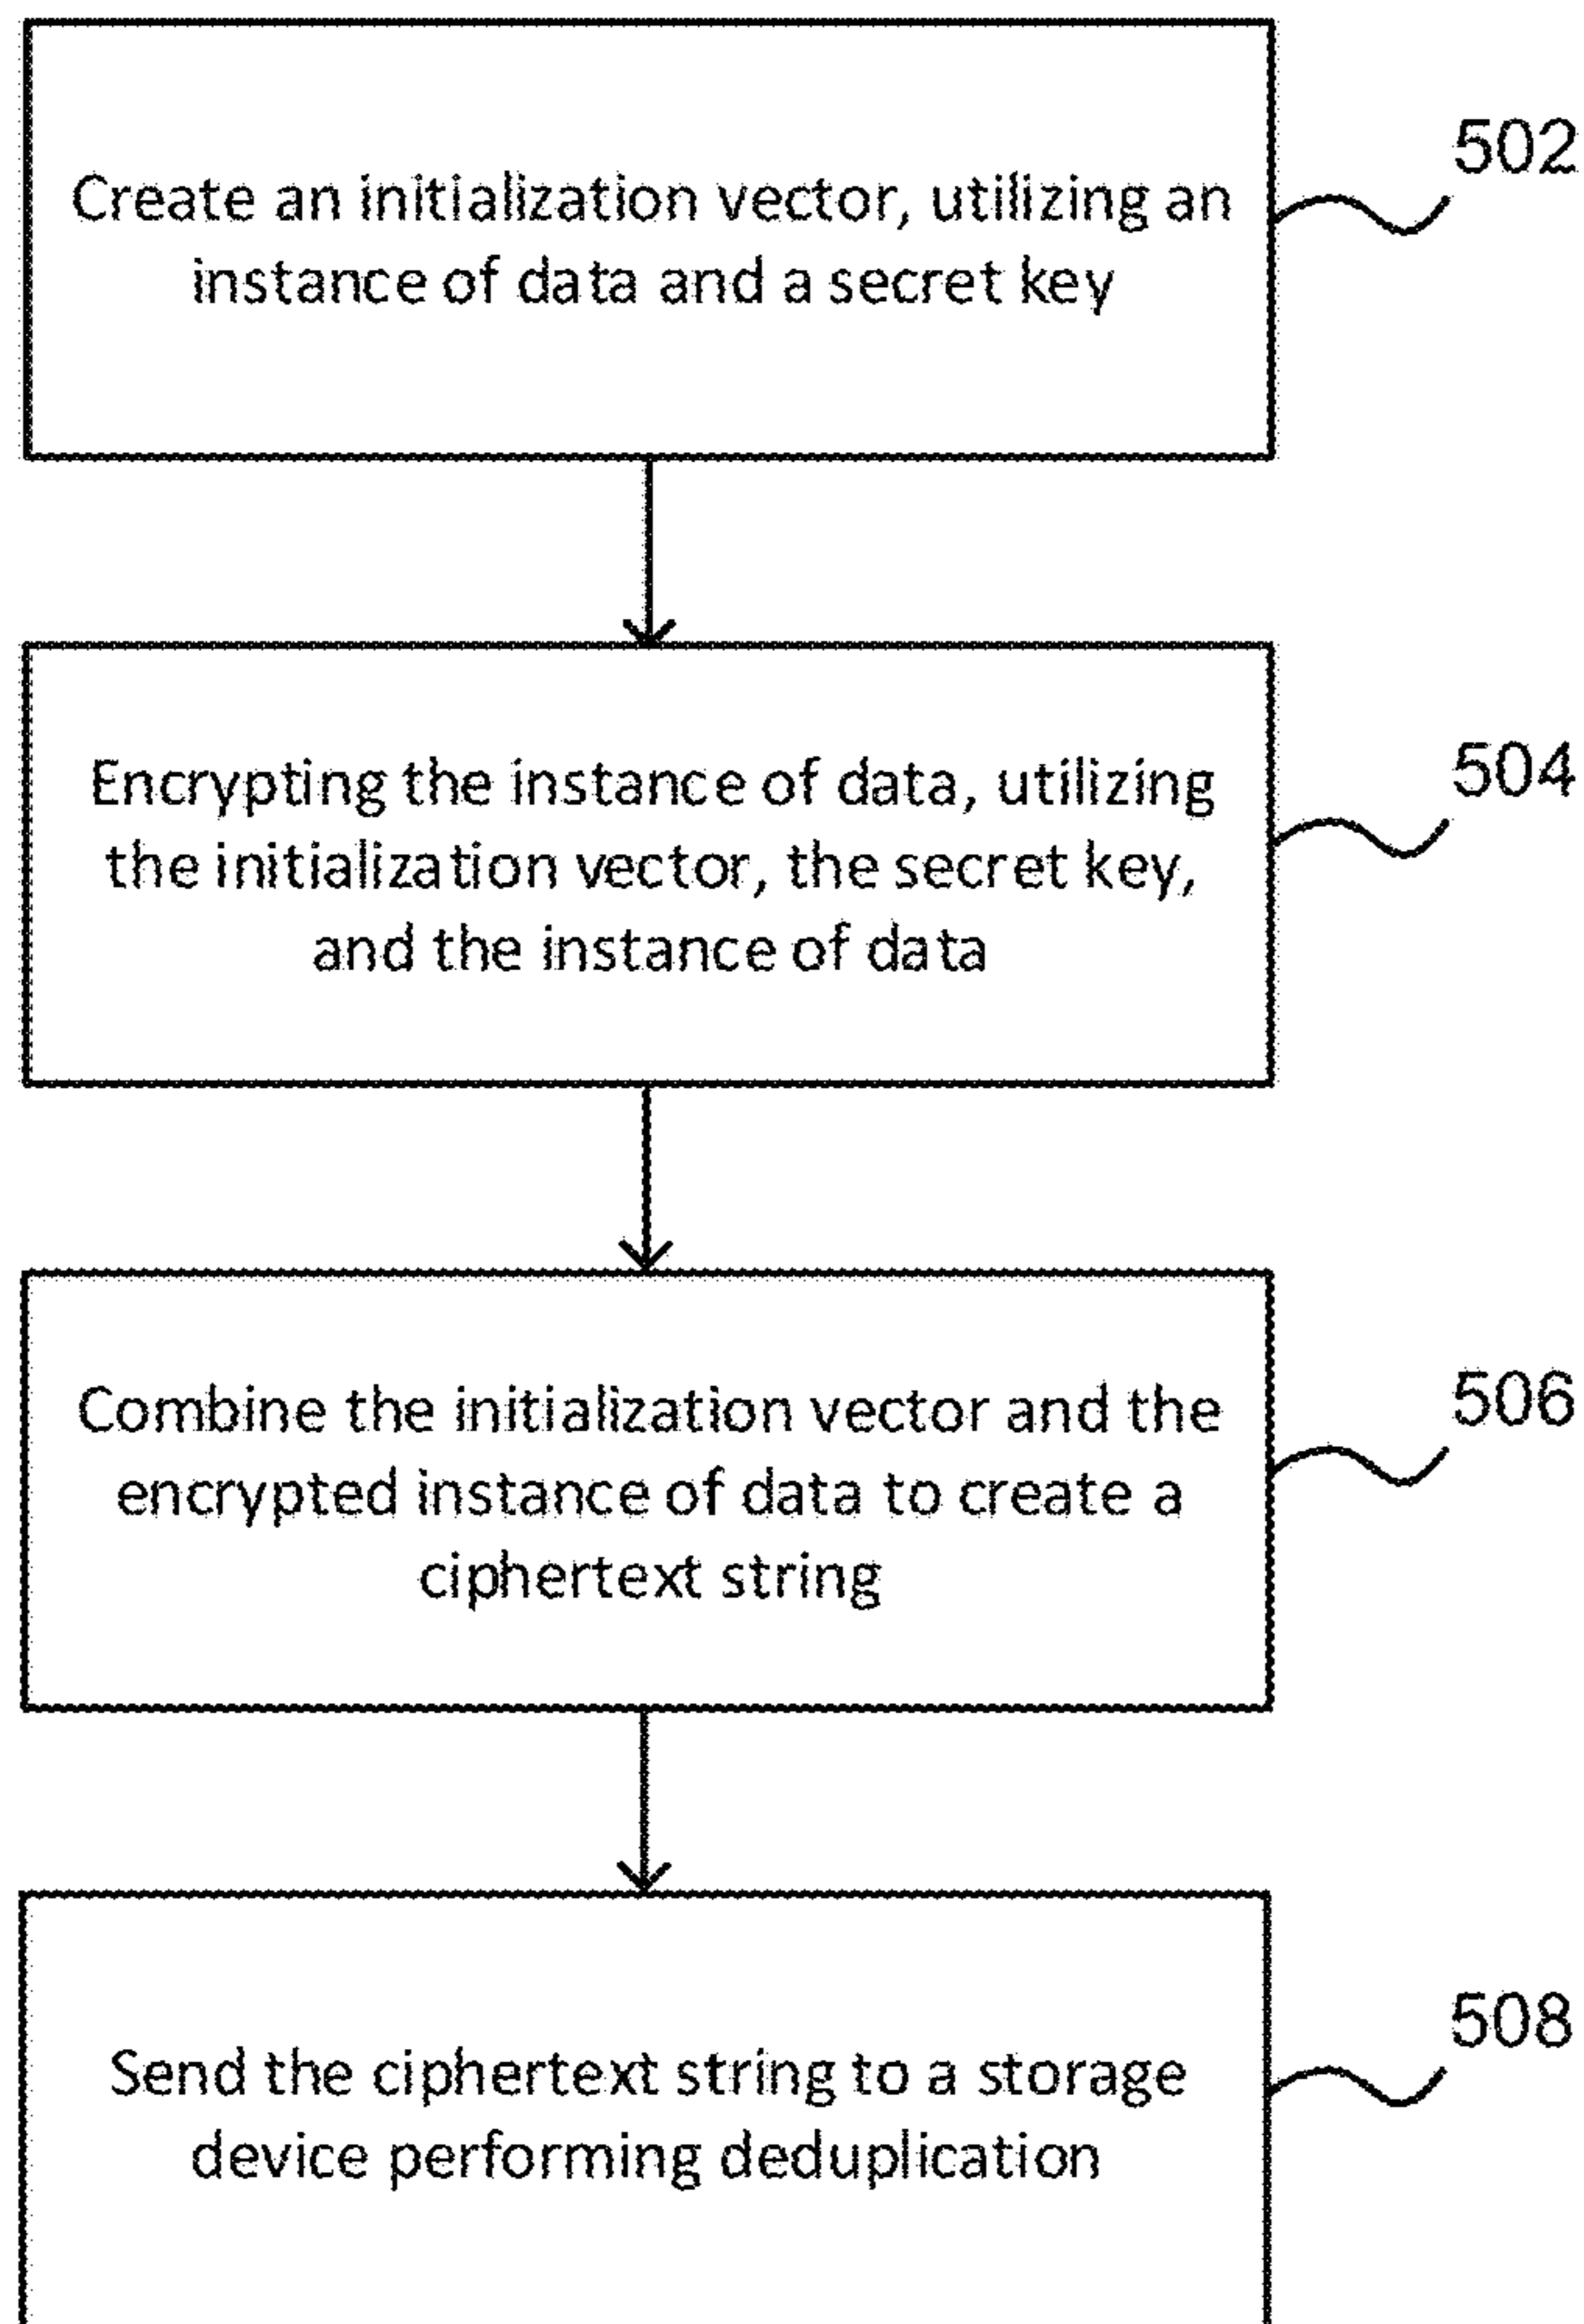 502
Create an initialization vector, utilizing an
instance of data and a secret key
504
Encrypting the instance of data, utilizing
the initialization vector, the secret key,
and the instance of data
506
Combine the initialization vector and the
encrypted instance of data to create a
ciphertext string
508
Send the ciphertext string to a storage
device performing deduplication